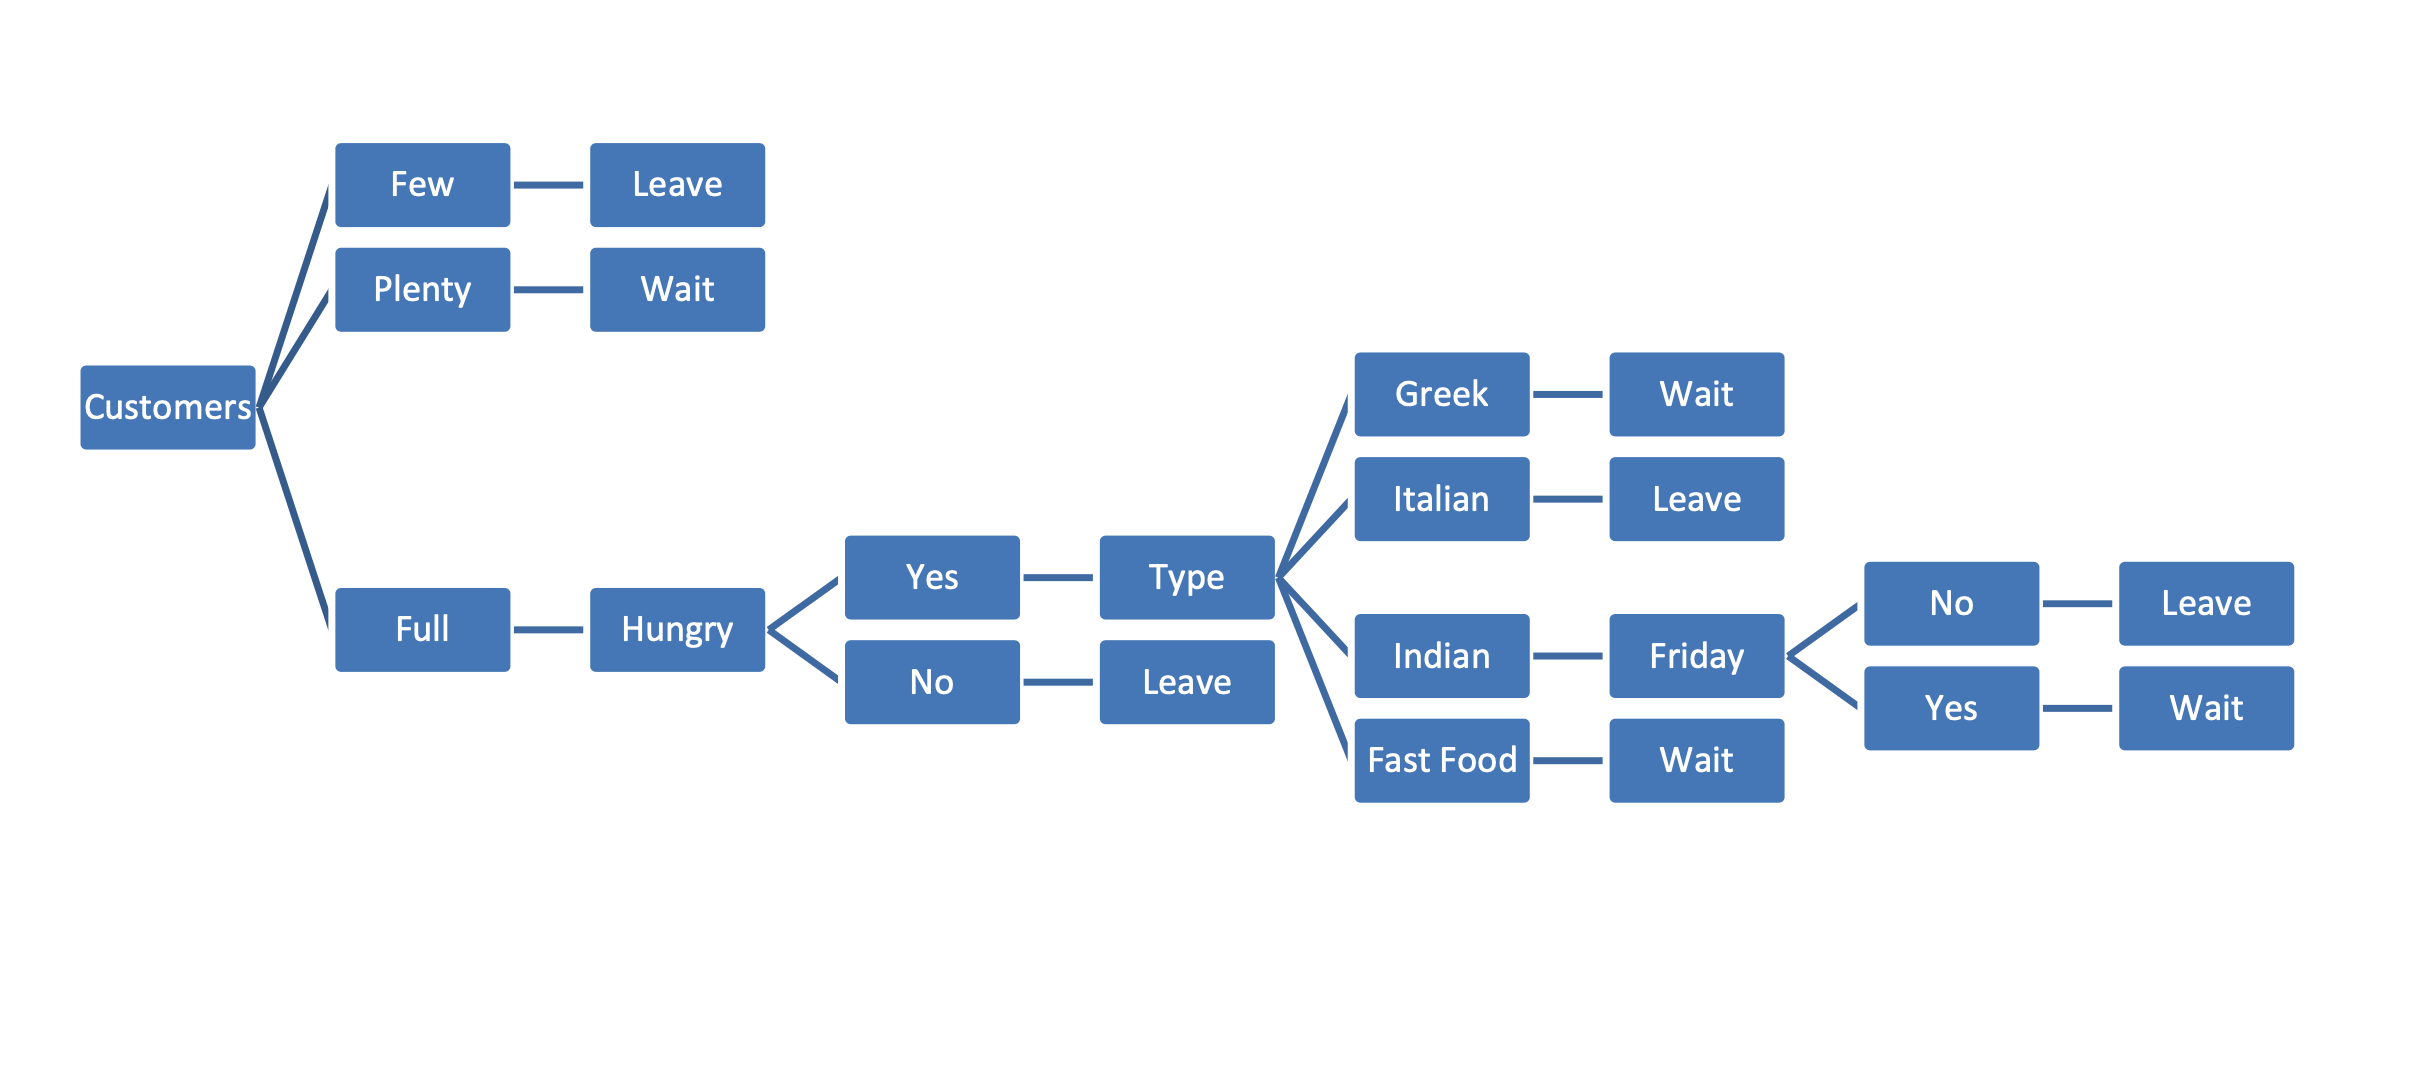 Customers
Few
Leave
Plenty
Wait
Full
Hungry
Yes
Type
Greek
Wait
Italian
Leave
Indian
Friday
No
Leave
Yes
Wait
Fast Food
Wait
No
Leave